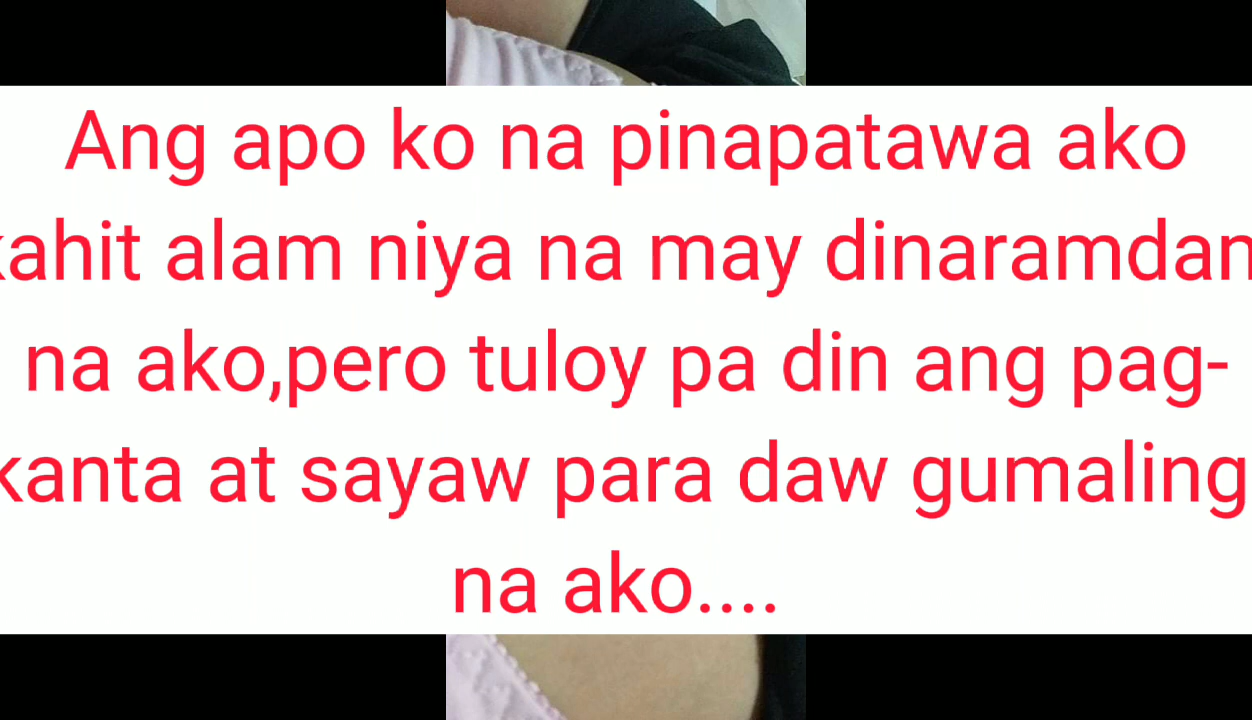 Ang apo ko na pinapatawa ako
kahit alam niya na may dinaramdam
na ako,pero tuloy pa din ang pag-
kanta at sayaw para daw gumaling
na ako....